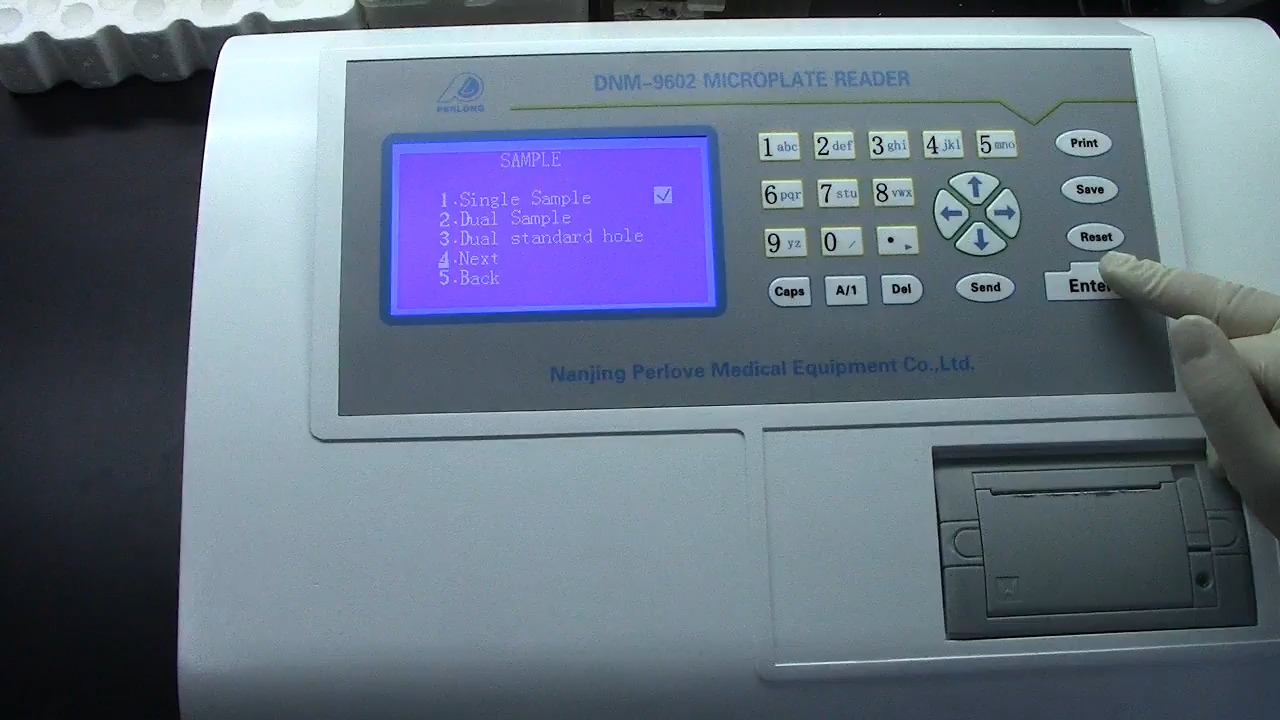 PERLONG
DNM-9602 MICROPLATE READER
SAMPLE
1.Single Sample
2.Dual Sample
3.Dual standard hole
4.Next
5.Back
1 abc 2 def 3 ghi 4 jkl 5 mno
6 pqr 7 stu 8 vwx
9 yz 0 / •
Caps A/1 Del Send
Print
Save
Reset
Enter
Nanjing Perlove Medical Equipment Co.,Ltd.